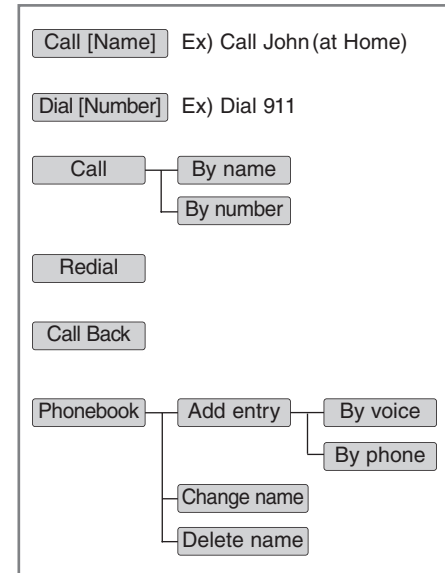 Call [Name] Ex) Call John (at Home)
Dial [Number] Ex) Dial 911
Call By name
By number
Redial
Call Back
Phonebook Add entry By voice
By phone
Change name
Delete name